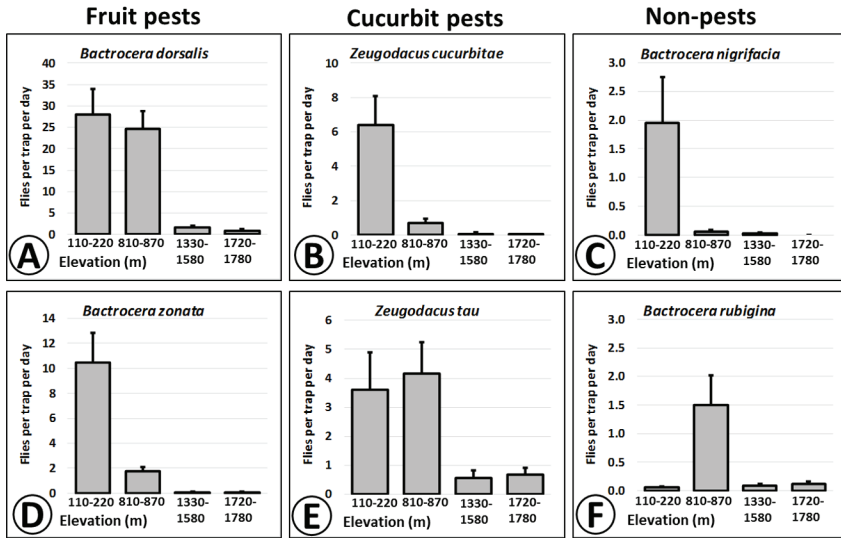 Fruit pests
Cucurbit pests
Non-pests
Bactrocera dorsalis
Flies per trap per day
40
35
30
25
20
15
10
5
0
110-220 810-870 1330-1580 1720-1780
Elevation (m)
A
Zeugodacus cucurbitae
Flies per trap per day
10
8
6
4
2
0
110-220 810-870 1330-1580 1720-1780
Elevation (m)
B
Bactrocera nigrifacia
Flies per trap per day
3.0
2.5
2.0
1.5
1.0
0.5
0.0
110-220 810-870 1330-1580 1720-1780
Elevation (m)
C
Bactrocera zonata
Flies per trap per day
14
12
10
8
6
4
2
0
110-220 810-870 1330-1580 1720-1780
Elevation (m)
D
Zeugodacus tau
Flies per trap per day
6
5
4
3
2
1
0
110-220 810-870 1330-1580 1720-1780
Elevation (m)
E
Bactrocera rubigina
Flies per trap per day
3.0
2.5
2.0
1.5
1.0
0.5
0.0
110-220 810-870 1330-1580 1720-1780
Elevation (m)
F